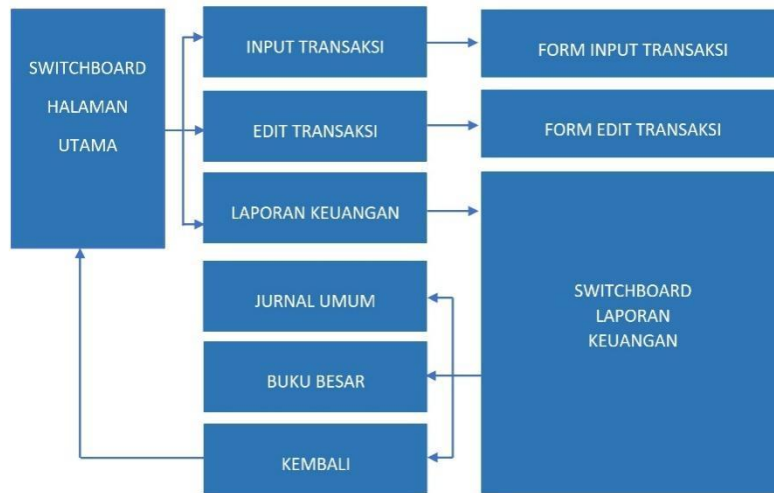 SWITCHBOARD
HALAMAN
UTAMA
INPUT TRANSAKSI
FORM INPUT TRANSAKSI
EDIT TRANSAKSI
FORM EDIT TRANSAKSI
LAPORAN KEUANGAN
SWITCHBOARD
LAPORAN
KEUANGAN
JURNAL UMUM
BUKU BESAR
KEMBALI